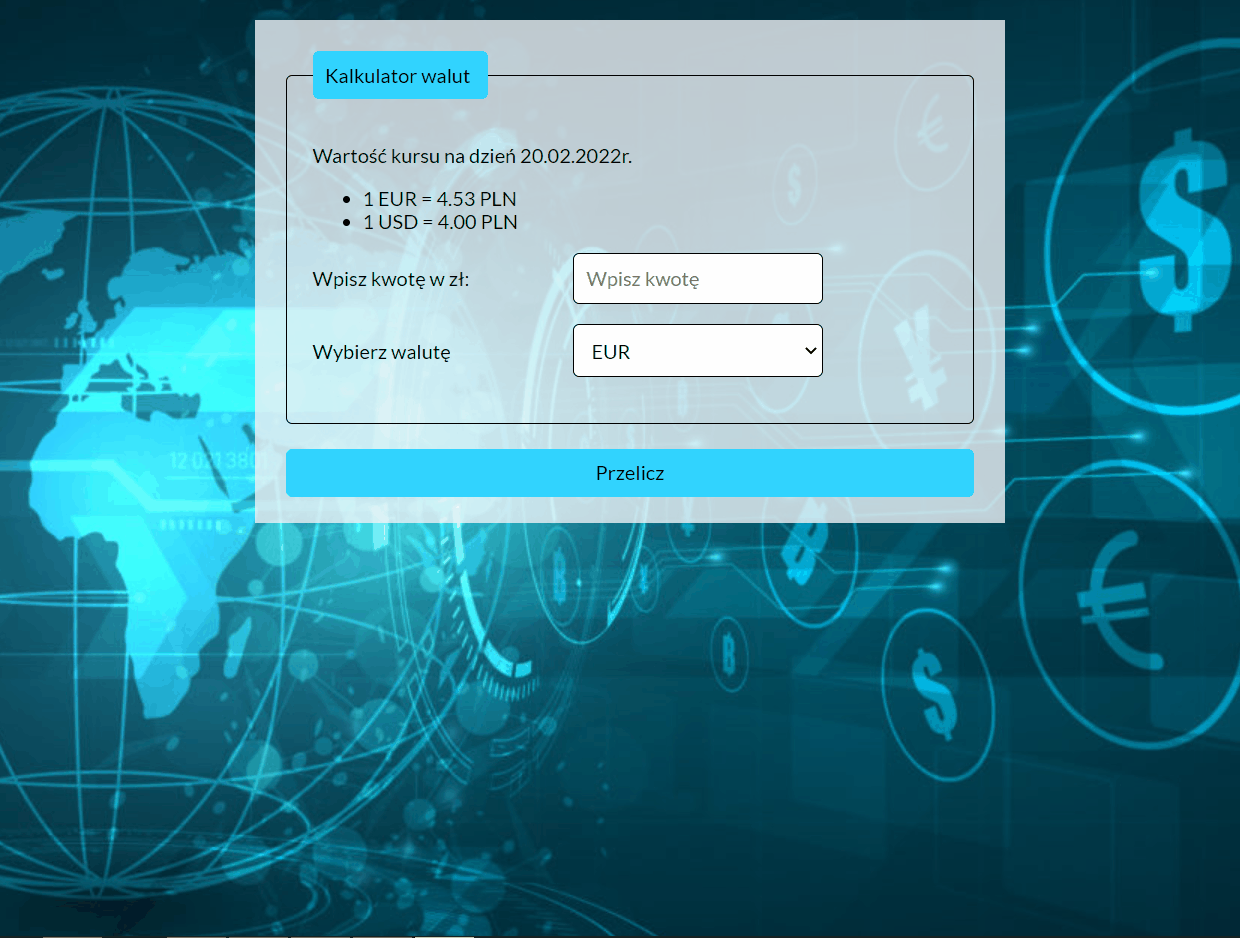 Kalkulator walut
Wartość kursu na dzień 20.02.2022r.
1 EUR = 4.53 PLN
1 USD = 4.00 PLN
Wpisz kwotę w zł:
Wpisz kwotę
Wybierz walutę
EUR
Przelicz